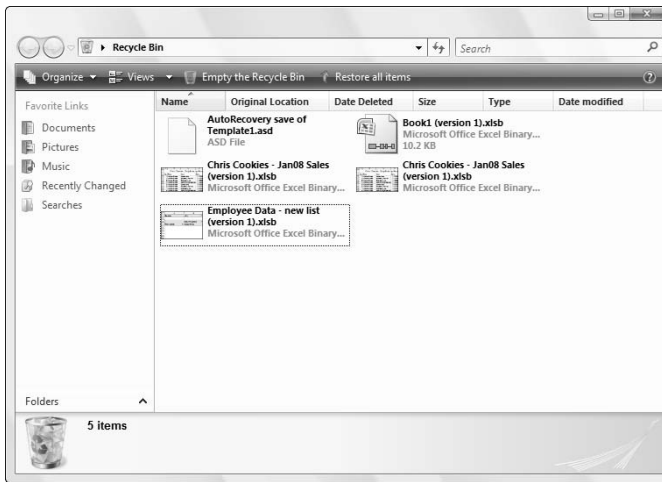 Recycle Bin
Search
Organize Views Empty the Recycle Bin Restore all items
Favorite Links
Documents
Pictures
Music
Recently Changed
Searches
Folders
Name Original Location Date Deleted Size Type Date modified
AutoRecovery save of
Template1.asd
ASD File
Book1 (version 1).xlsb
Microsoft Office Excel Binary...
10.2 KB
Chris Cookies - Jan08 Sales
(version 1).xlsb
Microsoft Office Excel Binary...
Chris Cookies - Jan08 Sales
(version 1).xlsb
Microsoft Office Excel Binary...
Employee Data - new list
(version 1).xlsb
Microsoft Office Excel Binary...
5 items